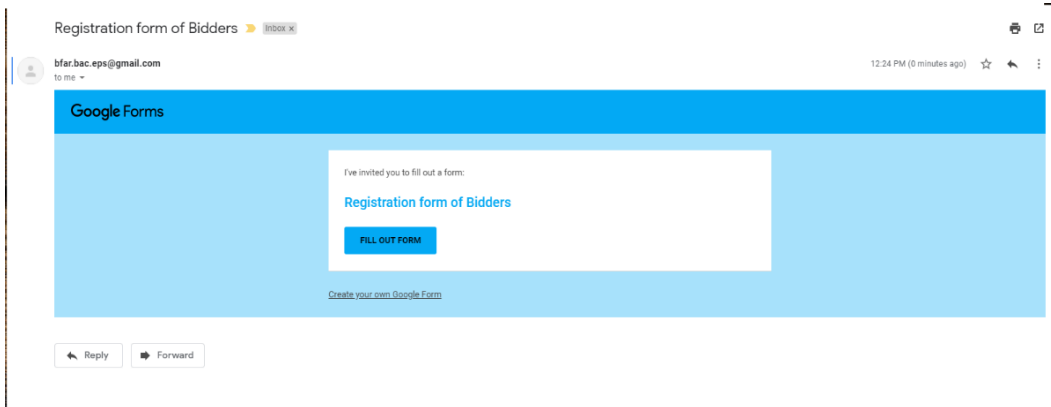 Registration form of Bidders Inbox x
bfar.bac.eps@gmail.com
12:24 PM (0 minutes ago)
to me
Google Forms
I've invited you to fill out a form:
Registration form of Bidders
FILL OUT FORM
Create your own Google Form
Reply Forward